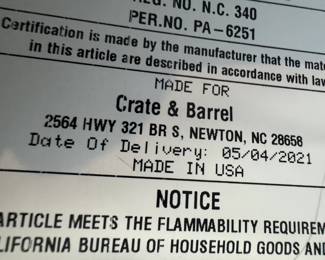 REG. NO. N.C. 340
PER.NO. PA-6251
Certification is made by the manufacturer that the mate
in this article are described in accordance with law
MADE FOR
Crate & Barrel
2564 HWY 321 BR S, NEWTON, NC 28658
Date Of Delivery: 05/04/2021
MADE IN USA
NOTICE
ARTICLE MEETS THE FLAMMABILITY REQUIREM
LIFORNIA BUREAU OF HOUSEHOLD GOODS AND